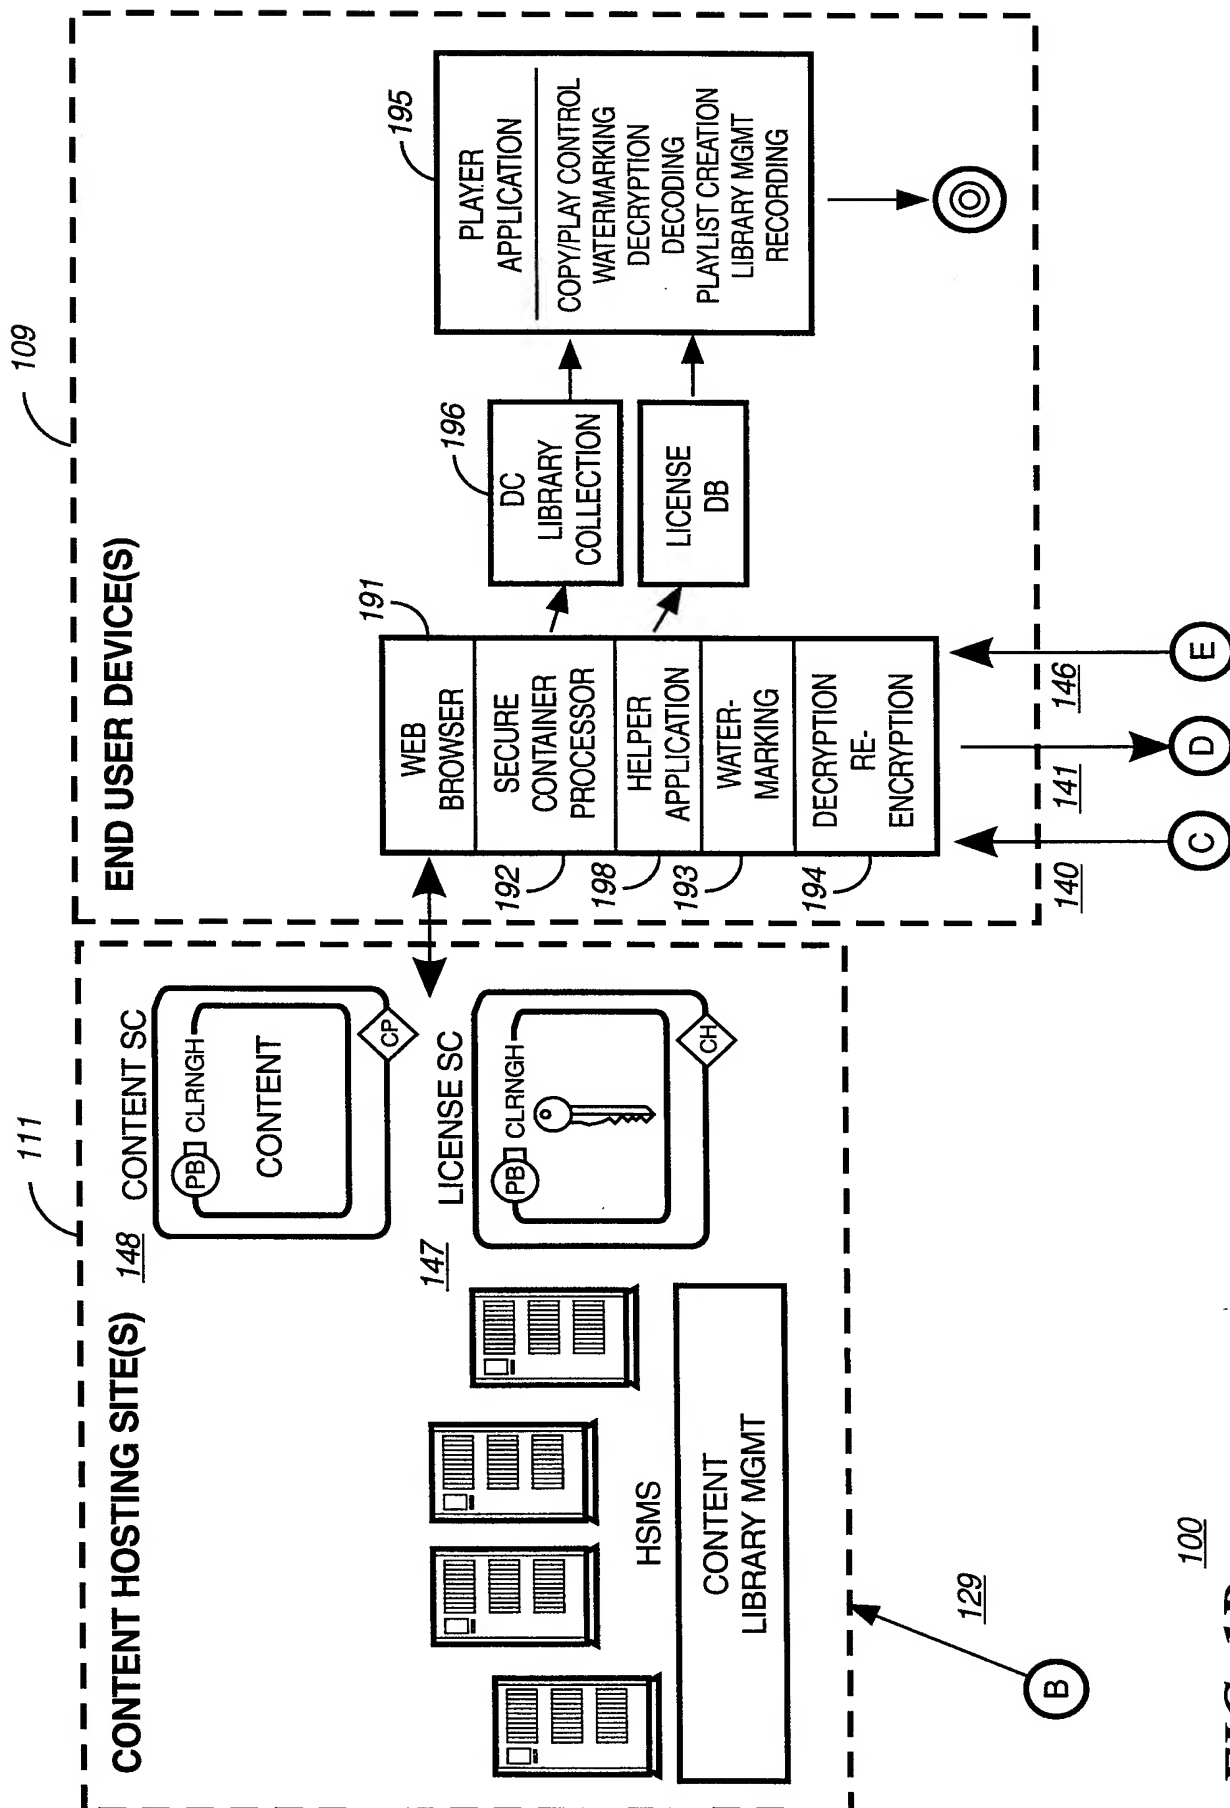 111
109
CONTENT HOSTING SITE(S)
148
CONTENT SC
PB
CLRNGH
CONTENT
CP
147
LICENSE SC
PB
CLRNGH
CH
HSMS
CONTENT
LIBRARY MGMT
129
B
END USER DEVICE(S)
191
WEB
BROWSER
SECURE
CONTAINER
PROCESSOR
192
HELPER
APPLICATION
198
WATER-
MARKING
193
DECRYPTION
RE-
ENCRYPTION
194
196
DC
LIBRARY
COLLECTION
LICENSE
DB
195
PLAYER
APPLICATION
COPY/PLAY CONTROL
WATERMARKING
DECRYPTION
DECODING
PLAYLIST CREATION
LIBRARY MGMT
RECORDING
140
141
146
C
D
E
100